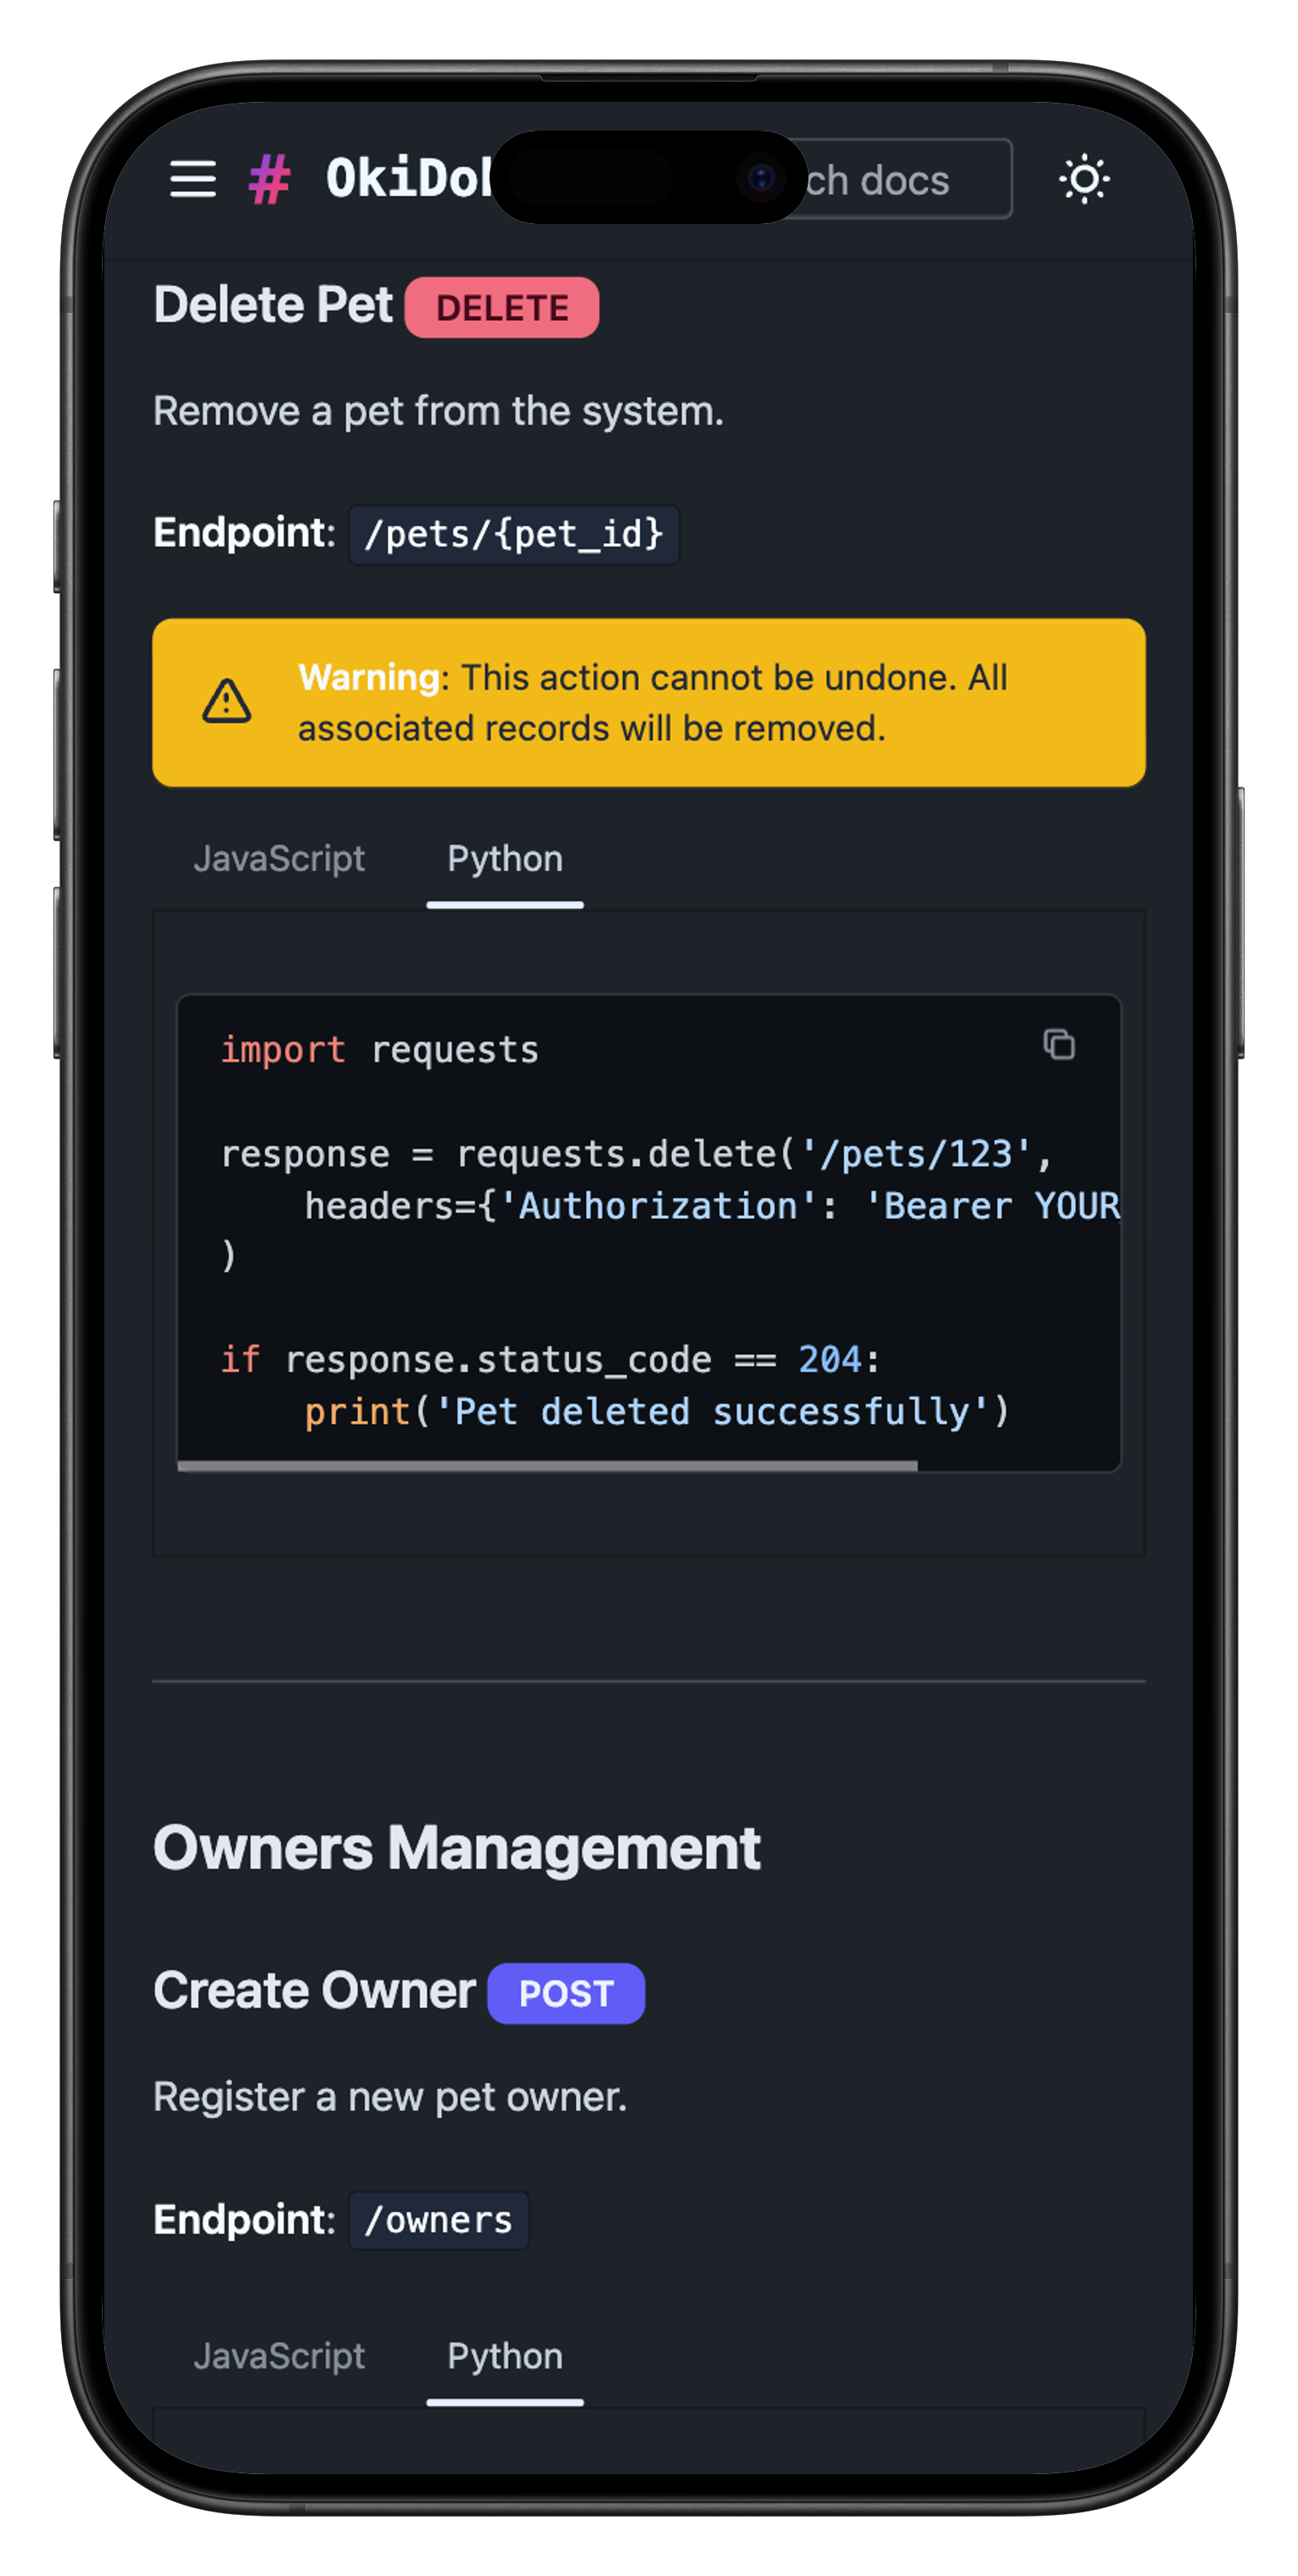 # OkiDo ch docs
Delete Pet DELETE
Remove a pet from the system.
Endpoint: /pets/{pet_id}
Warning: This action cannot be undone. All
associated records will be removed.
JavaScript Python
import requests
response = requests.delete('/pets/123',
headers={'Authorization': 'Bearer YOUR
)
if response.status_code == 204:
print('Pet deleted successfully')
Owners Management
Create Owner POST
Register a new pet owner.
Endpoint: /owners
JavaScript Python